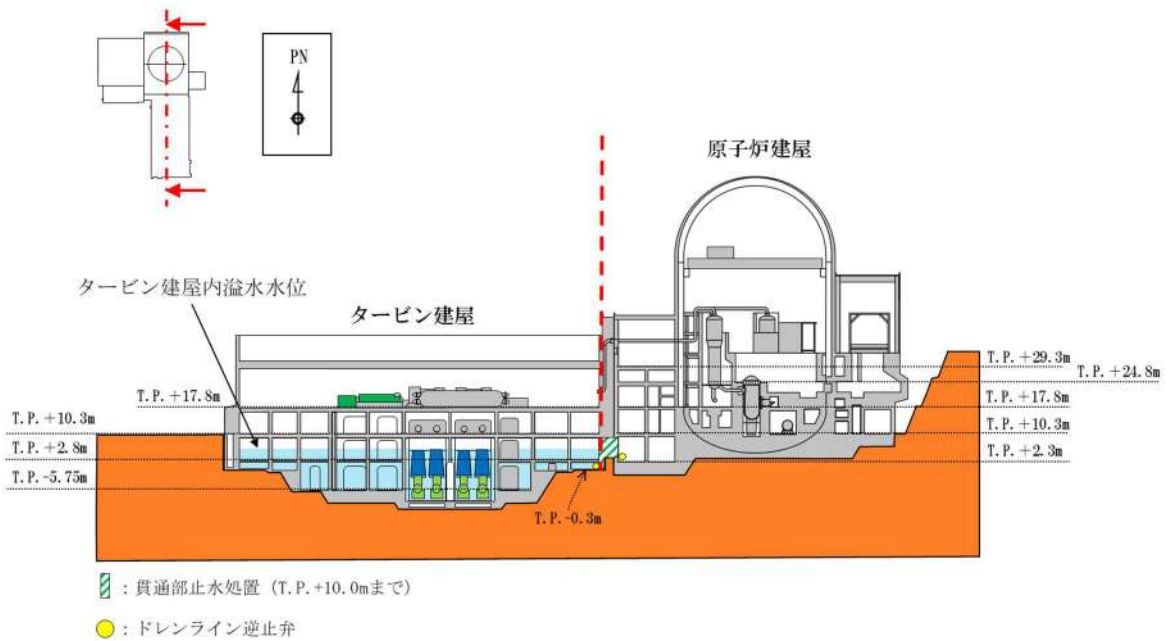 PN
原子炉建屋
タービン建屋内溢水水位
タービン建屋
T.P.+29.3m
T.P.+24.8m
T.P.+17.8m
T.P.+17.8m
T.P.+10.3m
T.P.+10.3m
T.P.+2.8m
T.P.+2.3m
T.P.-5.75m
T.P.-0.3m
：貫通部止水処置 (T.P.+10.0mまで)
：ドレンライン逆止弁